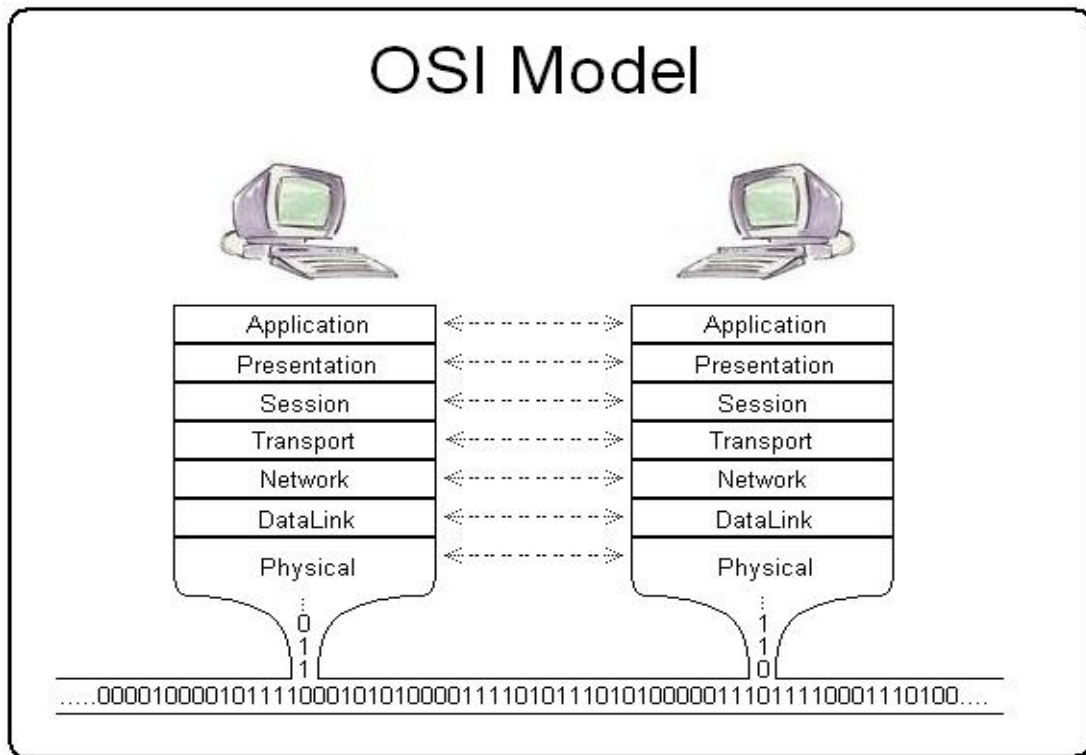 OSI Model
Application Application
Presentation Presentation
Session Session
Transport Transport
Network Network
DataLink DataLink
Physical Physical
: :
0 1
1 1
1 0
.....0000100001011110001010100001111010111010100000111011110001110100....